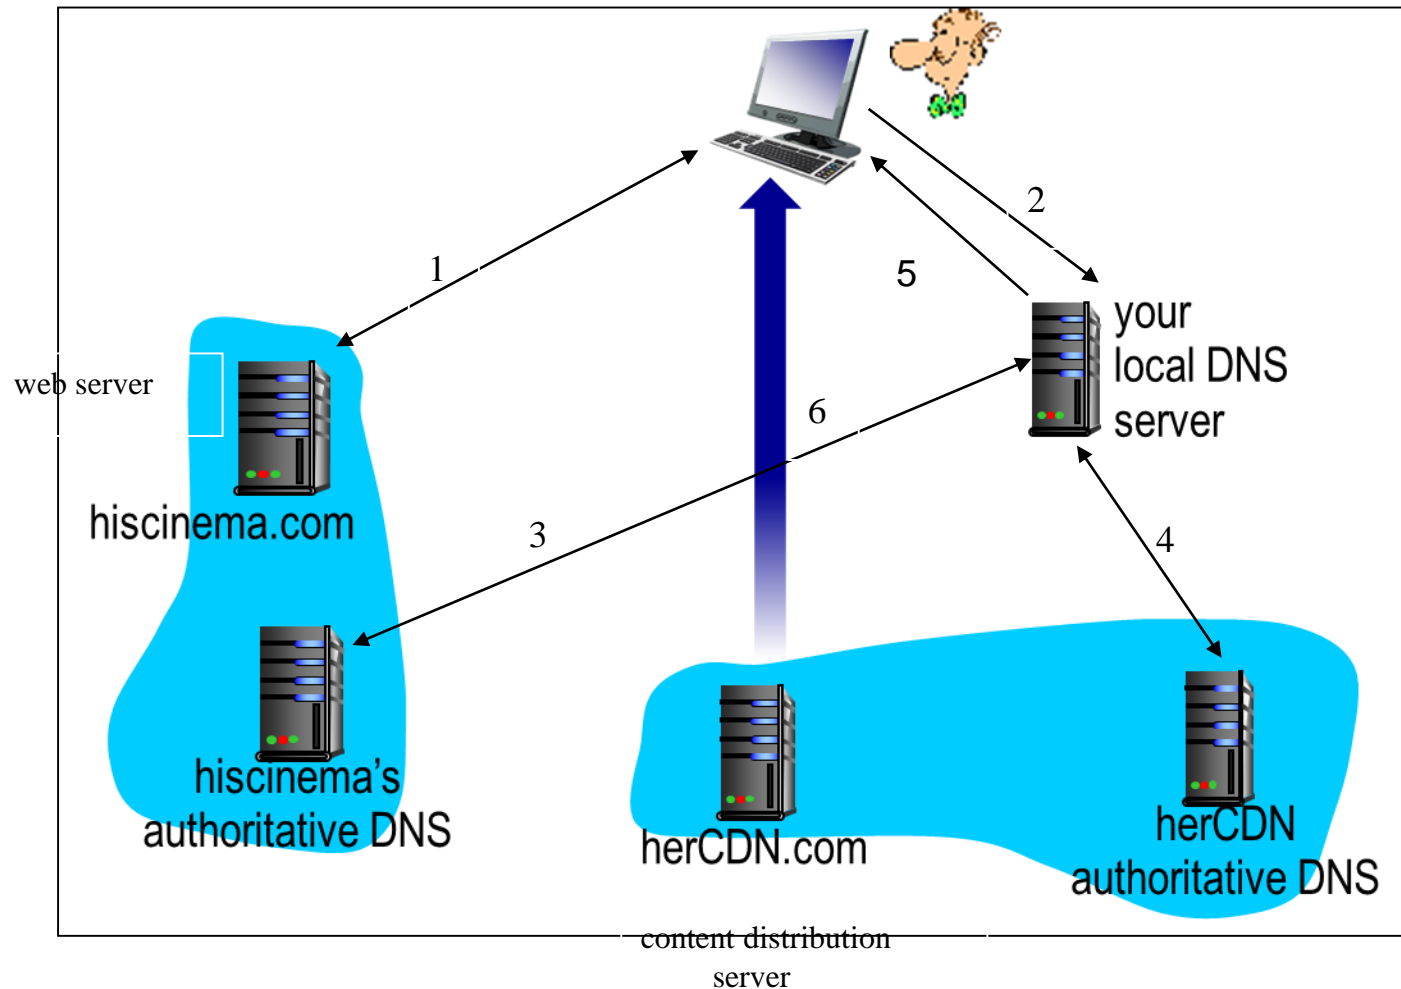 1
2
5
your
local DNS
server
web server
6
hiscinema.com
3
4
hiscinema's
authoritative DNS
herCDN.com
herCDN
authoritative DNS
content distribution
server